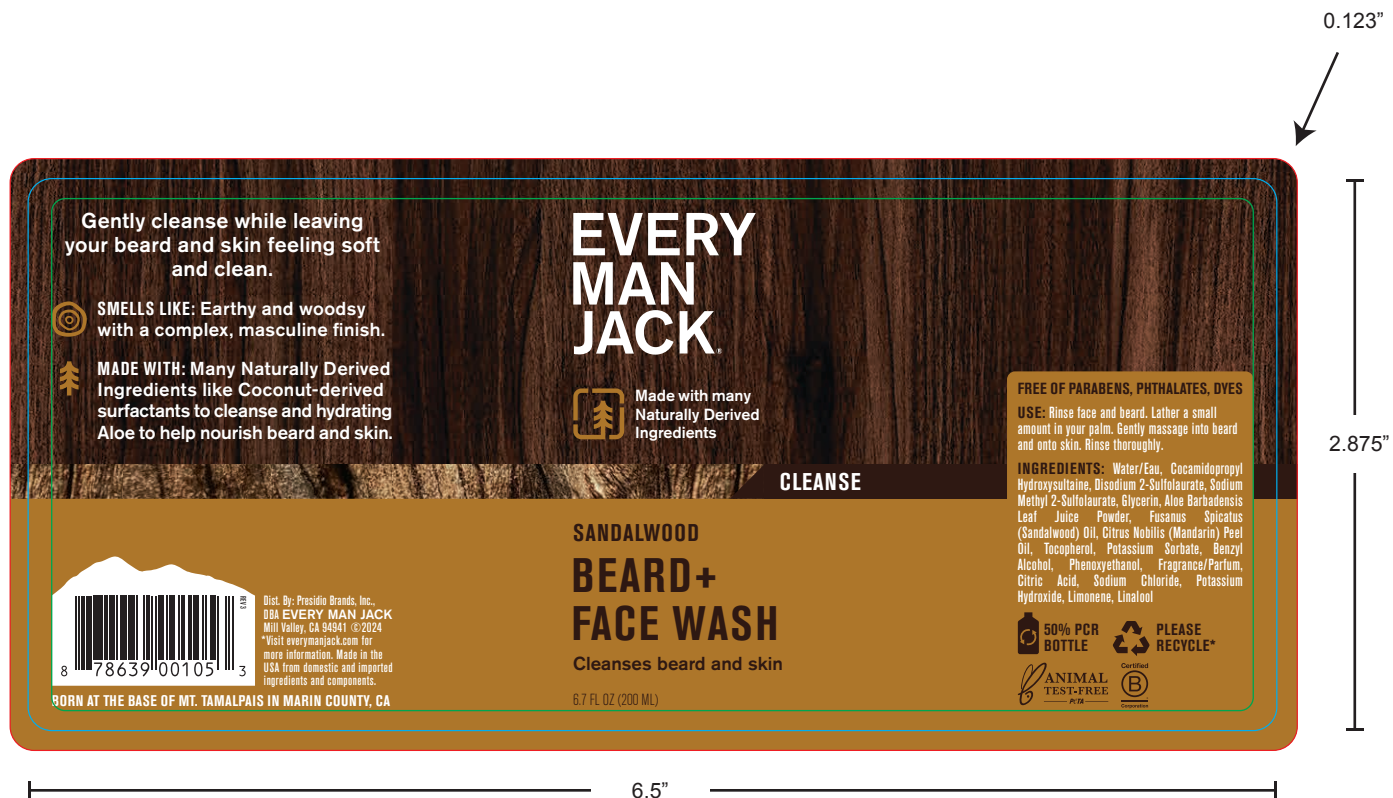 0.123”
Gently cleanse while leaving
your beard and skin feeling soft
and clean.
SMELLS LIKE: Earthy and woodsy
with a complex, masculine finish.
MADE WITH: Many Naturally Derived
Ingredients like Coconut-derived
surfactants to cleanse and hydrating
Aloe to help nourish beard and skin.
8 78639 00105 3
REV 3
Dist. By: Presidio Brands, Inc.,
DBA EVERY MAN JACK
Mill Valley, CA 94941 ©2024
*Visit everymanjack.com for
more information. Made in the
USA from domestic and imported
ingredients and components.
BORN AT THE BASE OF MT. TAMALPAIS IN MARIN COUNTY, CA
EVERY
MAN
JACK®
Made with many
Naturally Derived
Ingredients
CLEANSE
SANDALWOOD
BEARD+
FACE WASH
Cleanses beard and skin
6.7 FL OZ (200 ML)
FREE OF PARABENS, PHTHALATES, DYES
USE: Rinse face and beard. Lather a small
amount in your palm. Gently massage into beard
and onto skin. Rinse thoroughly.
INGREDIENTS: Water/Eau, Cocamidopropyl
Hydroxysultaine, Disodium 2-Sulfolaurate, Sodium
Methyl 2-Sulfolaurate, Glycerin, Aloe Barbadensis
Leaf Juice Powder, Fusanus Spicatus
(Sandalwood) Oil, Citrus Nobilis (Mandarin) Peel
Oil, Tocopherol, Potassium Sorbate, Benzyl
Alcohol, Phenoxyethanol, Fragrance/Parfum,
Citric Acid, Sodium Chloride, Potassium
Hydroxide, Limonene, Linalool
50% PCR
BOTTLE
PLEASE
RECYCLE*
ANIMAL
TEST-FREE
PETA
Certified
B
Corporation
2.875”
6.5”